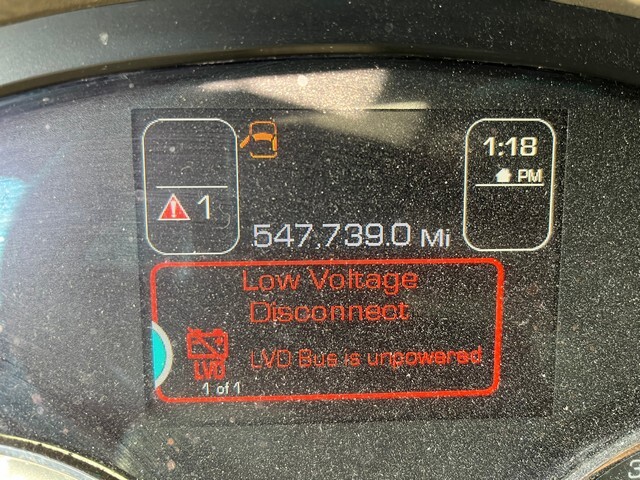 1:18
PM
1
547,739.0 Mi
Low Voltage
Disconnect
LVD Bus is unpowered
LVD
1 of 1
3